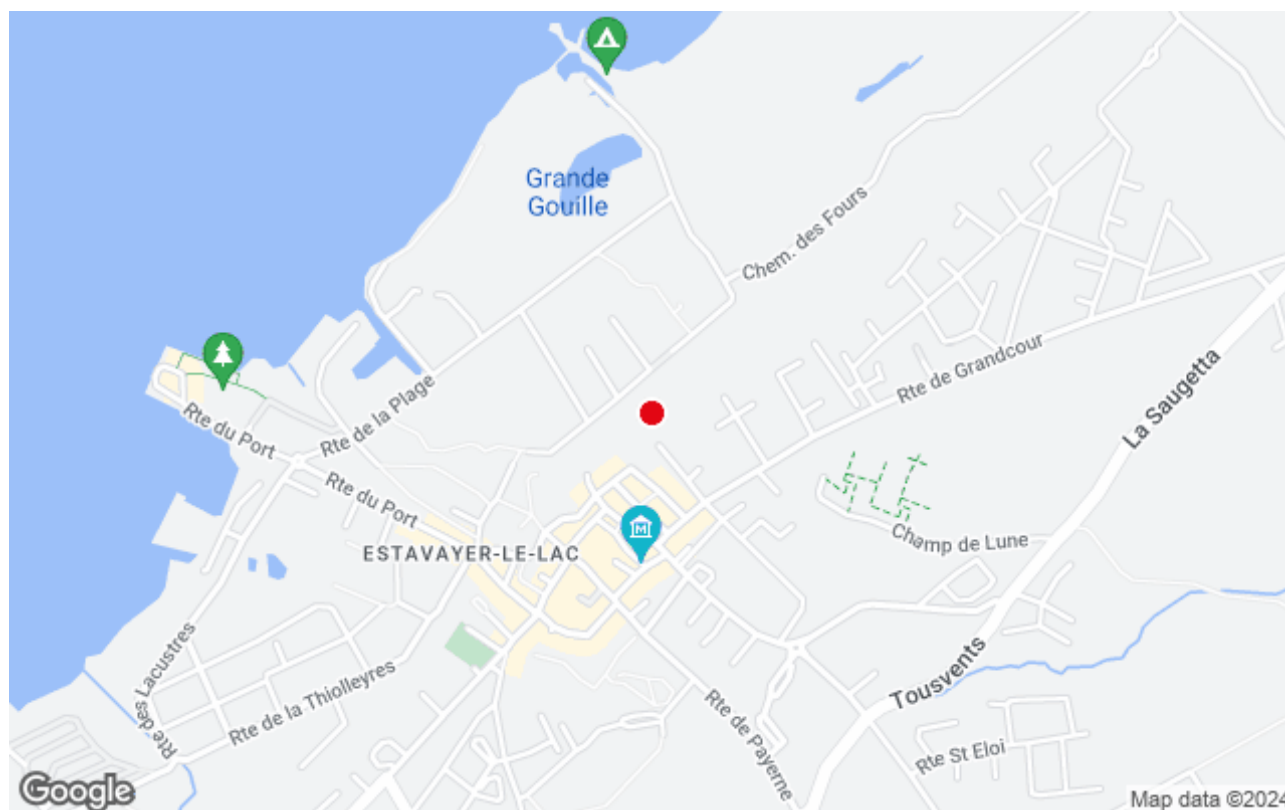 Grande
Gouille
Chem. des Fours
Rte de Grandcour
La Saugetta
Rte de la Plage
Rte du Port
Rte du Port
ESTAVAYER-LE-LAC
M
Champ de Lune
Rte des Lacustres
Rte de la Thiolleyres
Tousvents
Rte de Payerne
Rte St Eloi
Google
Map data ©2024